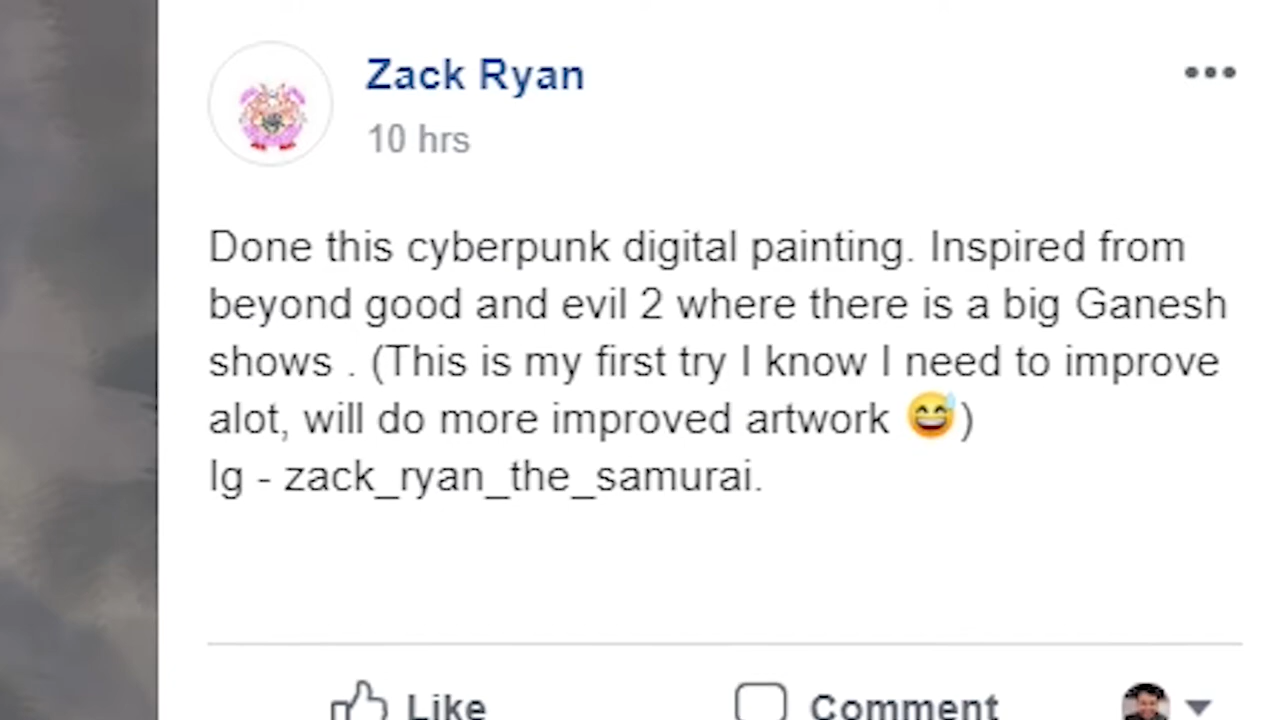 Zack Ryan
10 hrs
Done this cyberpunk digital painting. Inspired from
beyond good and evil 2 where there is a big Ganesh
shows . (This is my first try I know I need to improve
alot, will do more improved artwork 😅)
Ig - zack_ryan_the_samurai.
Like Comment